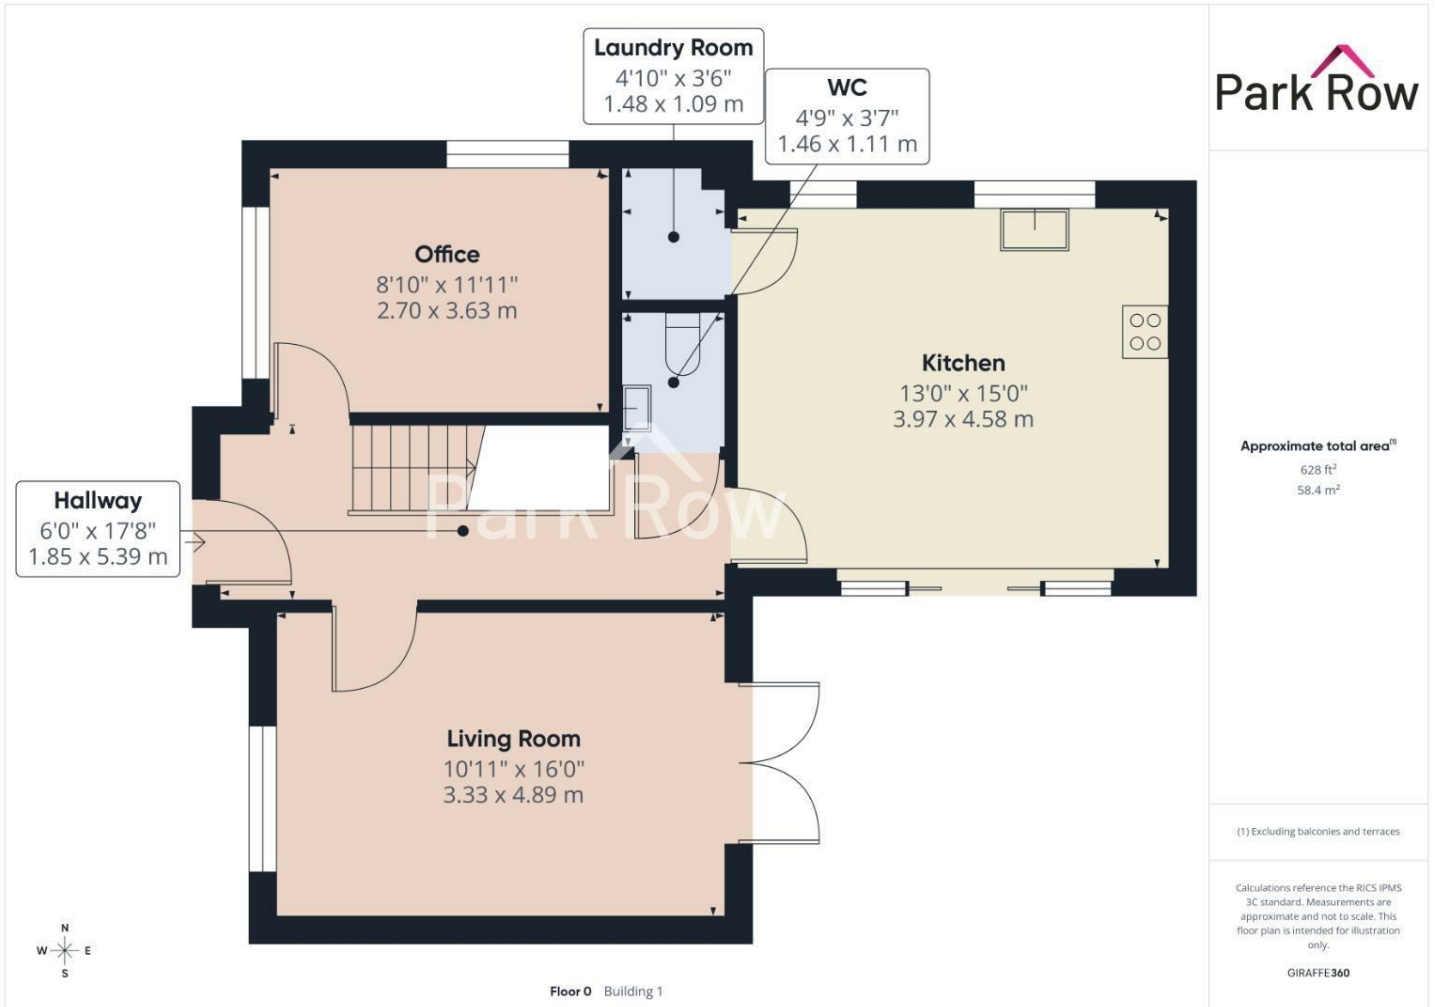 Laundry Room
4'10" x 3'6"
1.48 x 1.09 m
WC
4'9" x 3'7"
1.46 x 1.11 m
Park Row
Office
8'10" x 11'11"
2.70 x 3.63 m
Kitchen
13'0" x 15'0"
3.97 x 4.58 m
Hallway
6'0" x 17'8"
1.85 x 5.39 m
Park Row
Living Room
10'11" x 16'0"
3.33 x 4.89 m
N
W E
S
Floor 0 Building 1
Approximate total area(1)
628 ft²
58.4 m²
(1) Excluding balconies and terraces
Calculations reference the RICS IPMS
3C standard. Measurements are
approximate and not to scale. This
floor plan is intended for illustration
only.
GIRAFFE360